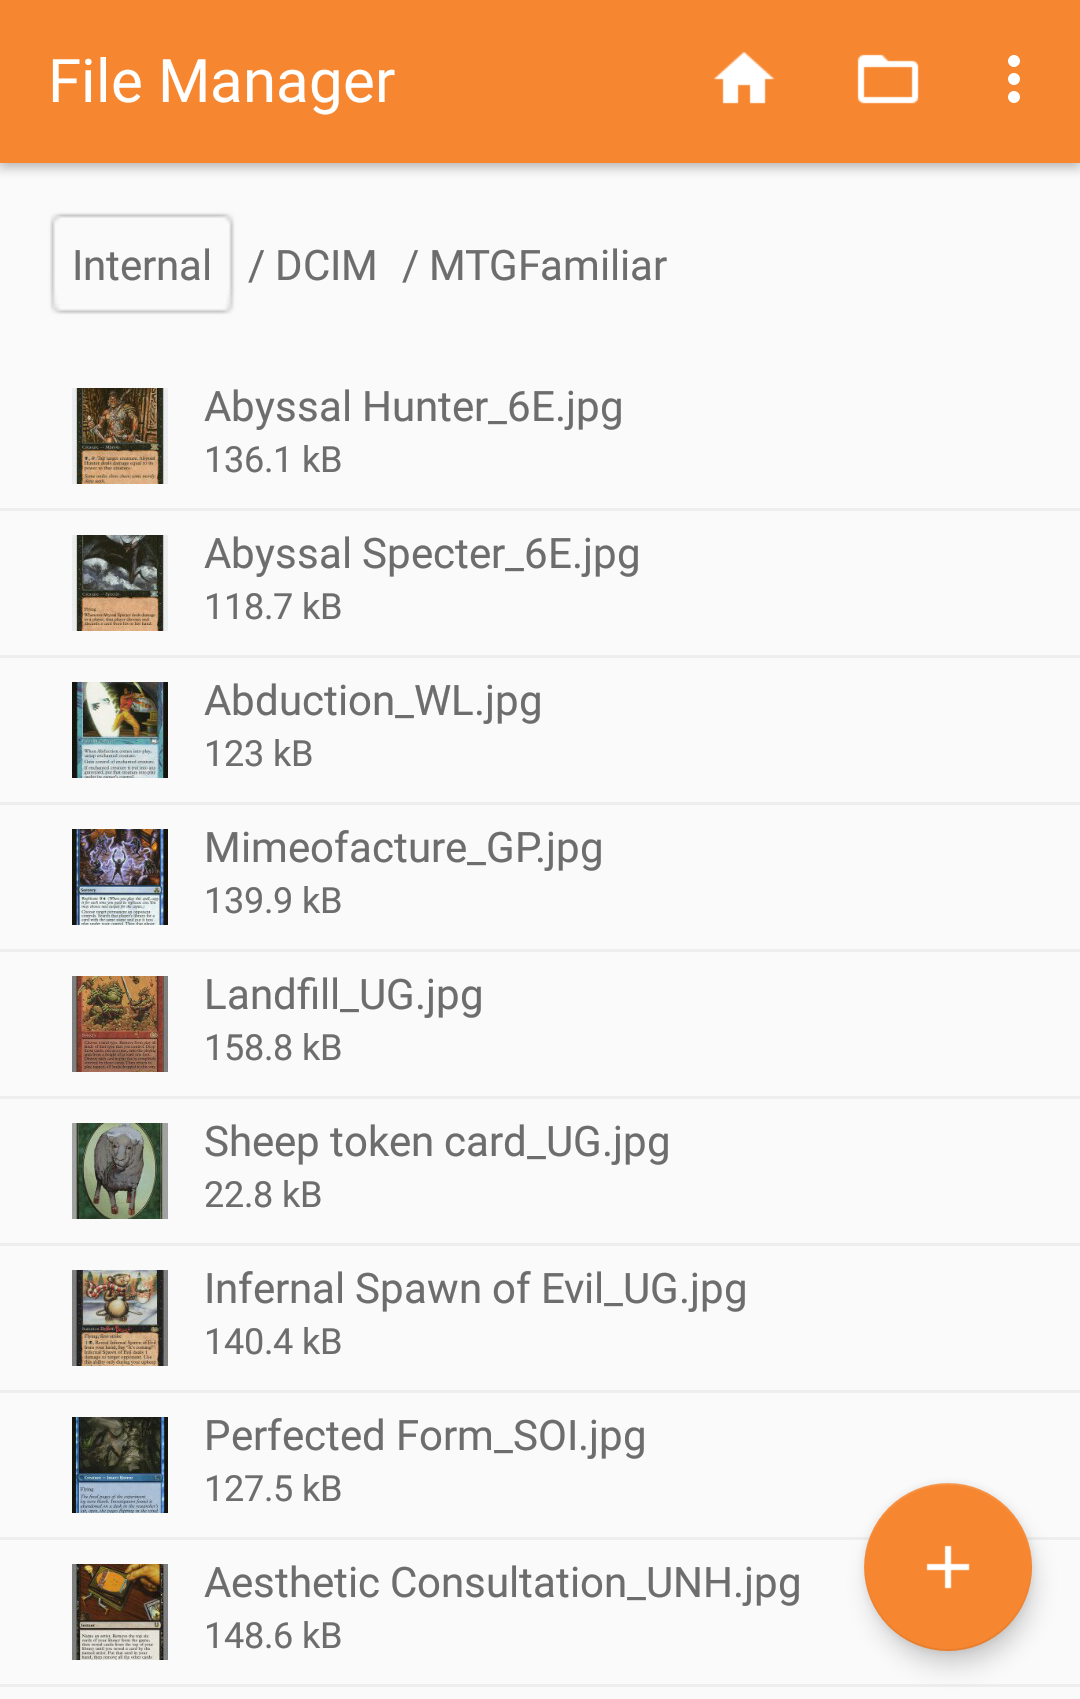 File Manager
Internal / DCIM / MTGFamiliar
Abyssal Hunter_6E.jpg
136.1 kB
Abyssal Specter_6E.jpg
118.7 kB
Abduction_WL.jpg
123 kB
Mimeofacture_GP.jpg
139.9 kB
Landfill_UG.jpg
158.8 kB
Sheep token card_UG.jpg
22.8 kB
Infernal Spawn of Evil_UG.jpg
140.4 kB
Perfected Form_SOI.jpg
127.5 kB
Aesthetic Consultation_UNH.jpg
148.6 kB